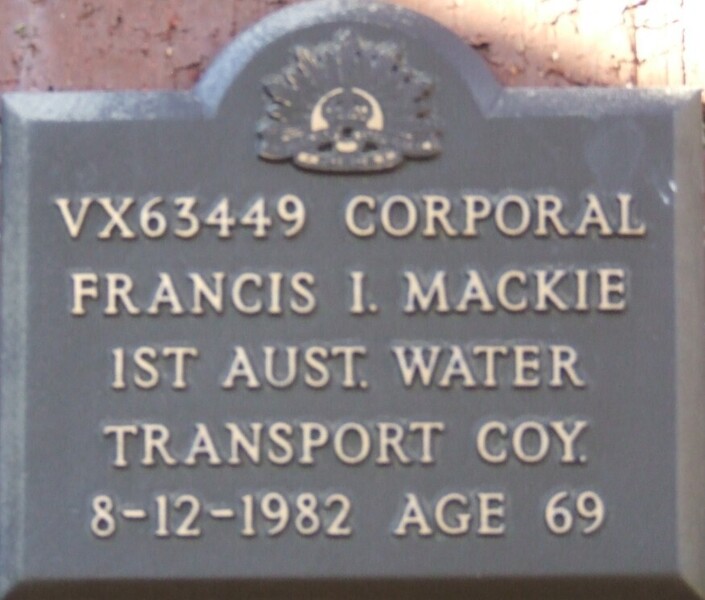 VX63449 CORPORAL
FRANCIS I. MACKIE
1ST AUST. WATER
TRANSPORT COY.
8-12-1982 AGE 69